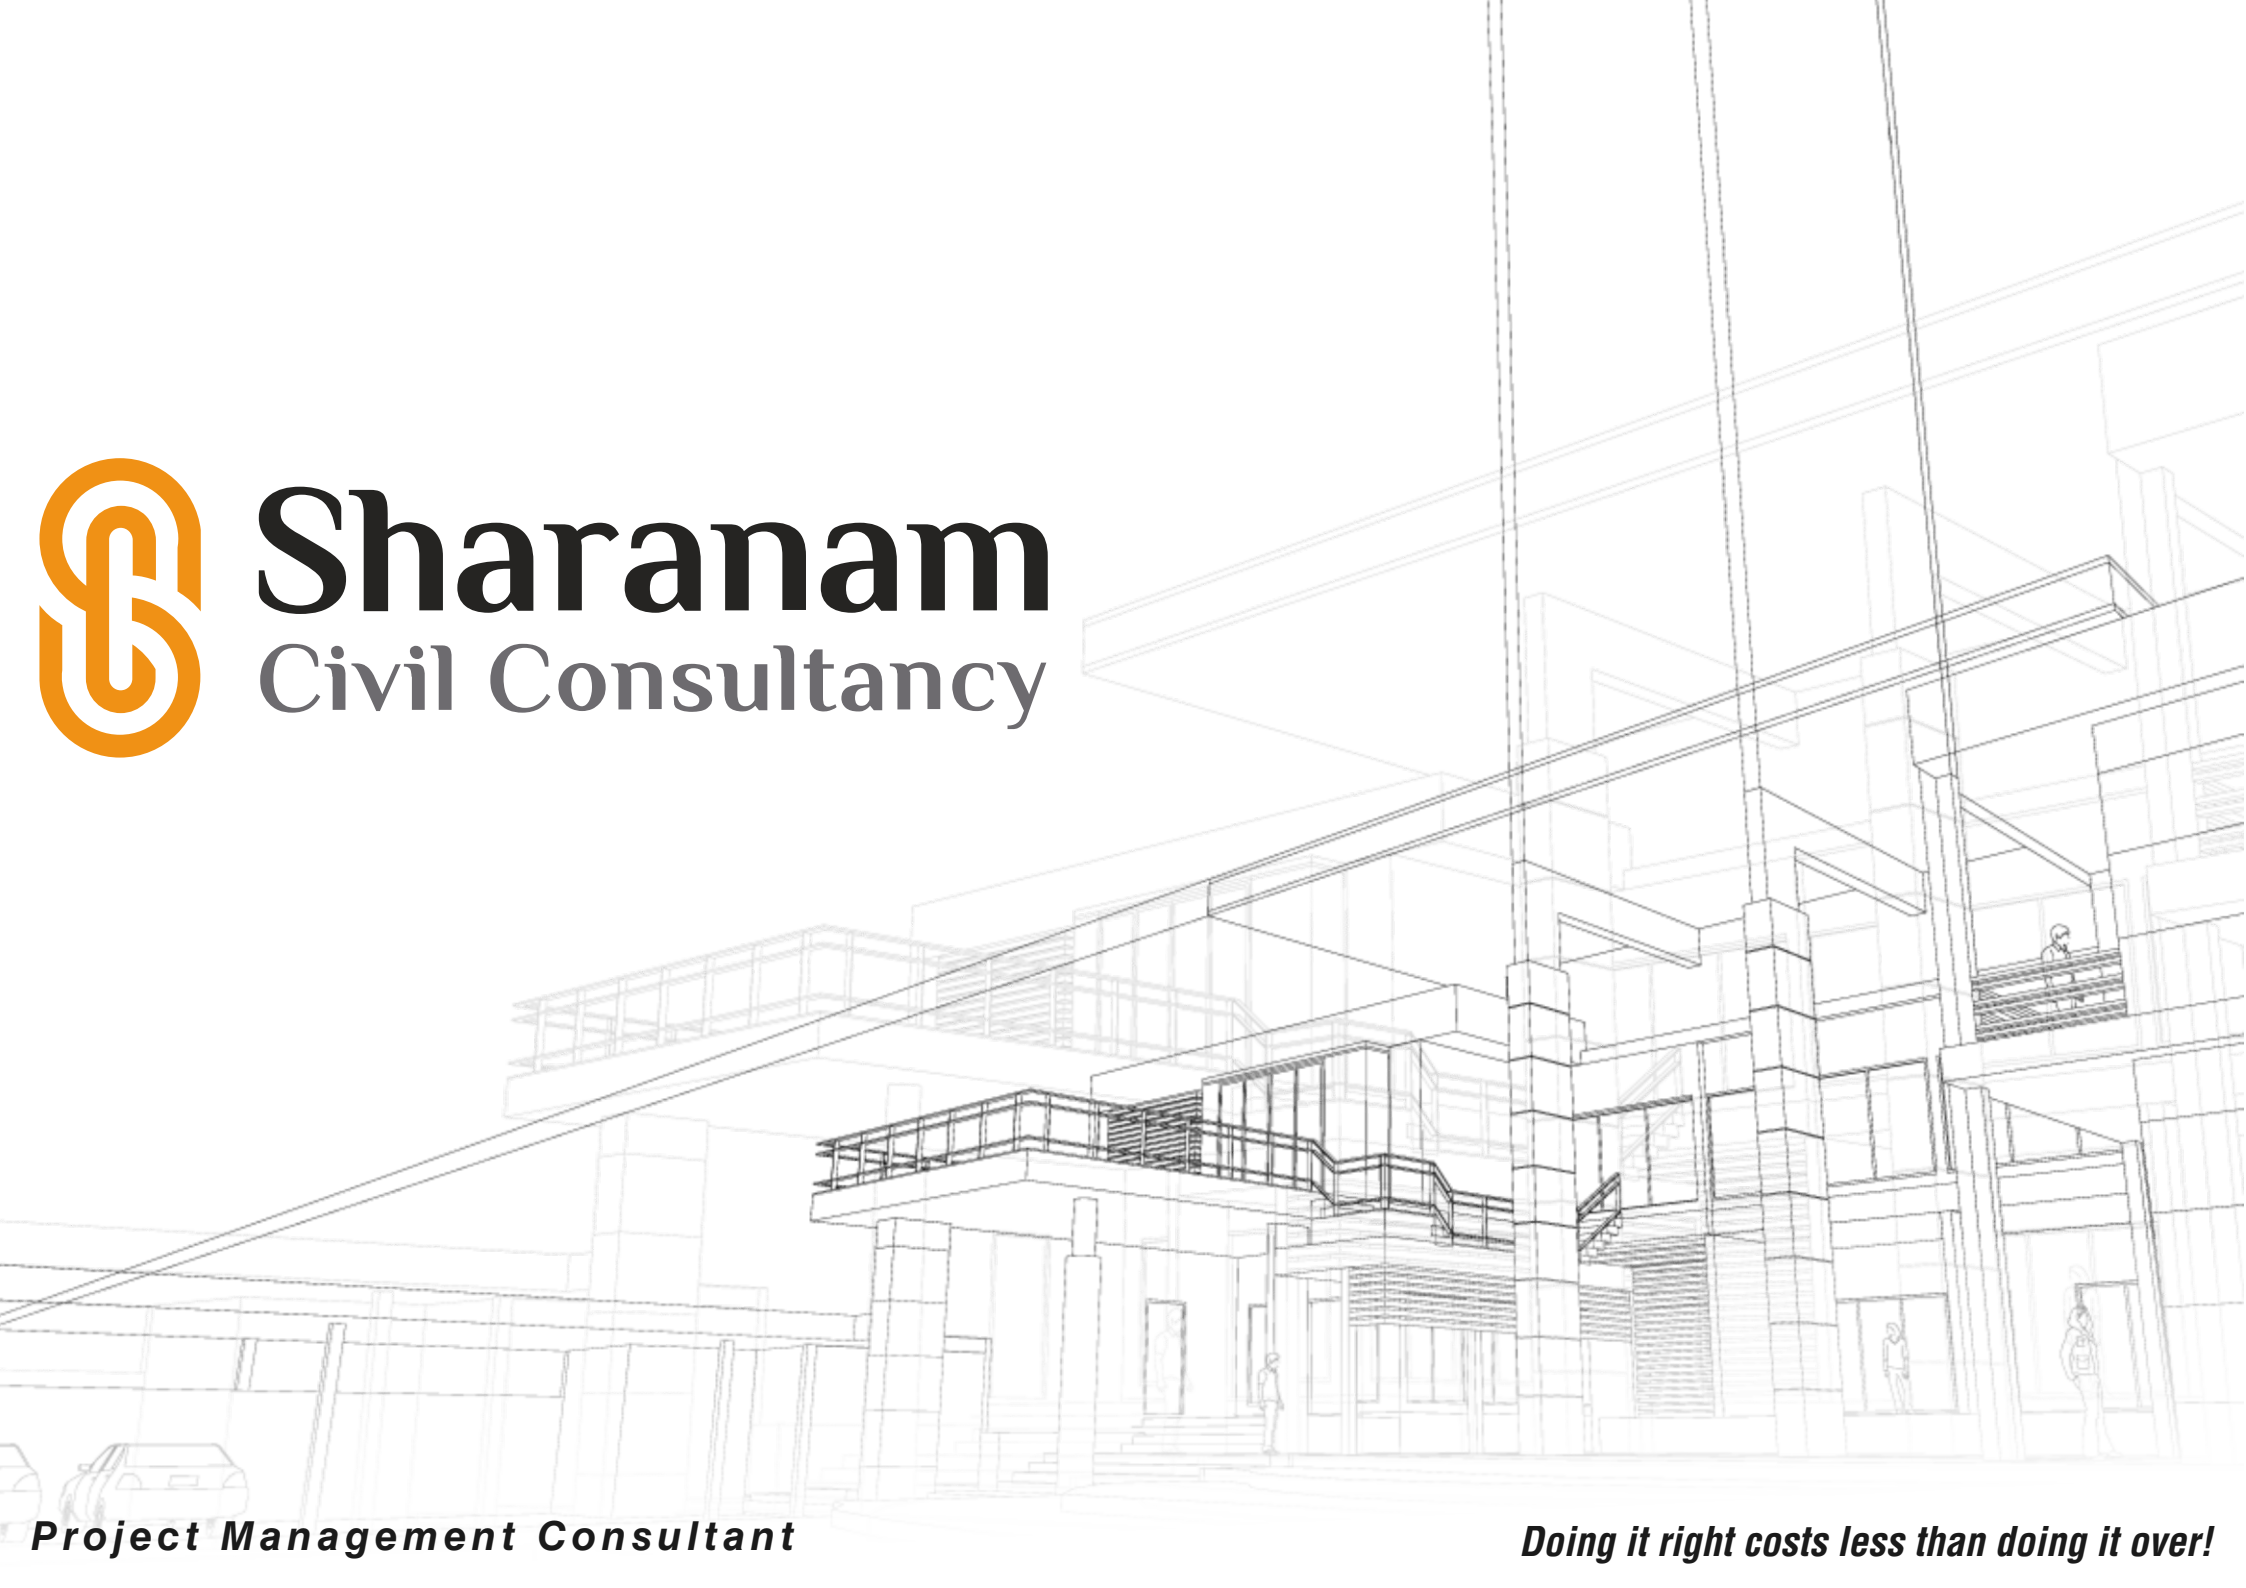 Sharanam
Civil Consultancy
Project Management Consultant
Doing it right costs less than doing it over!